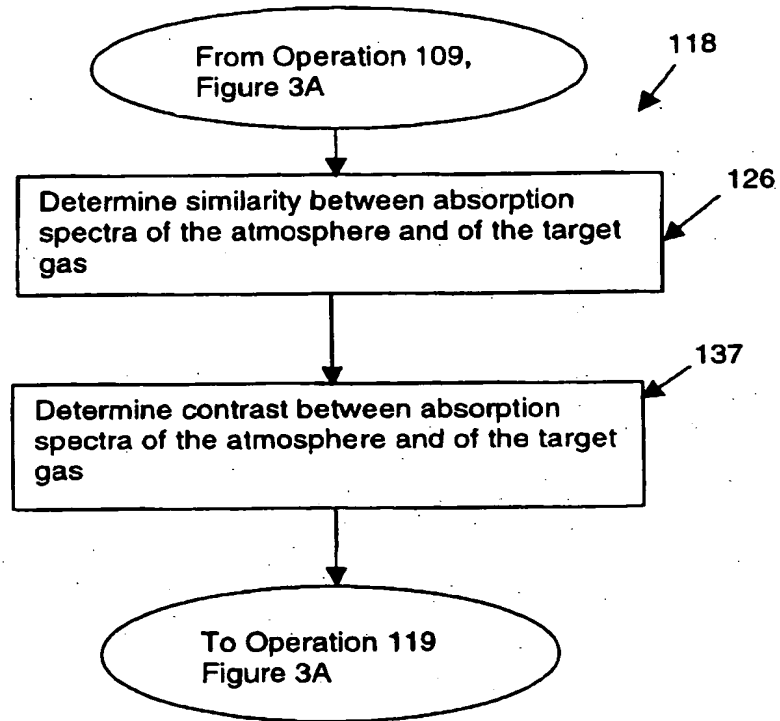 From Operation 109,
Figure 3A
118
Determine similarity between absorption
spectra of the atmosphere and of the target
gas
126
Determine contrast between absorption
spectra of the atmosphere and of the target
gas
137
To Operation 119
Figure 3A